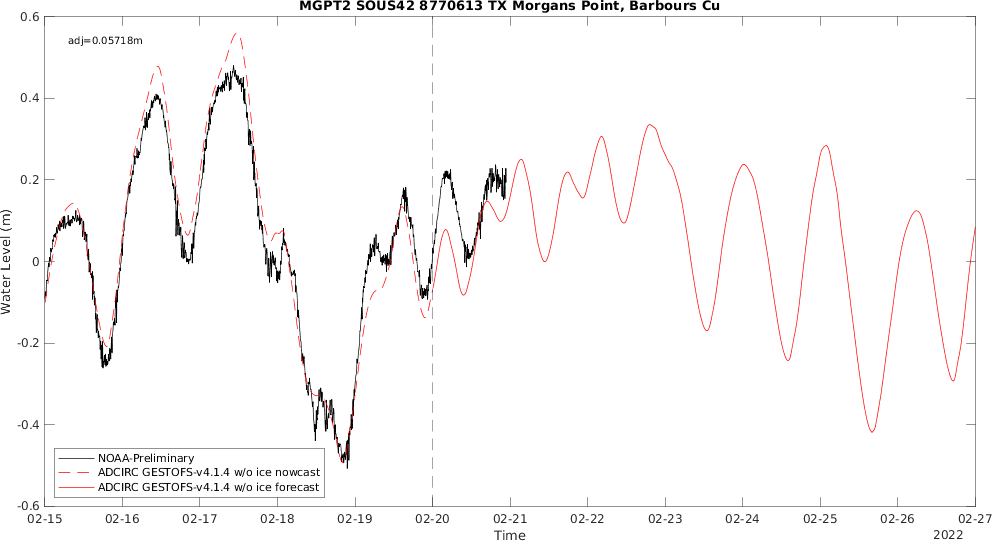 MGPT2 SOUS42 8770613 TX Morgans Point, Barbours Cu
adj=0.05718m
0.6
0.4
0.2
0
-0.2
-0.4
-0.6
Water Level (m)
NOAA-Preliminary
ADCIRC GESTOFS-v4.1.4 w/o ice nowcast
ADCIRC GESTOFS-v4.1.4 w/o ice forecast
02-15 02-16 02-17 02-18 02-19 02-20 02-21 02-22 02-23 02-24 02-25 02-26 02-27
Time
2022